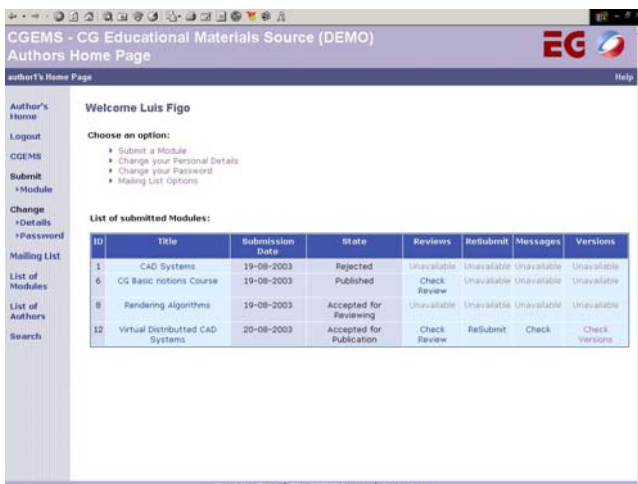 CGEMS - CG Educational Materials Source (DEMO)
Authors Home Page
EG
author1's Home Page
Help
Author's
Home
Logout
CGEMS
Submit
Module
Change
Details
Password
Mailing List
List of
Modules
List of
Authors
Search
Welcome Luis Figo
Choose an option:
Submit a Module
Change your Personal Details
Change your Password
Mailing List Options
List of submitted Modules:
ID Title Submission Date State Reviews ReSubmit Messages Versions
1 CAD Systems 19-08-2003 Rejected Unavailable Unavailable Unavailable Unavailable
6 CG Basic notions Course 19-08-2003 Published Check Review Unavailable Unavailable Unavailable
8 Rendering Algorithms 19-08-2003 Accepted for Reviewing Unavailable Unavailable Unavailable Unavailable
12 Virtual Distributted CAD Systems 20-08-2003 Accepted for Publication Check Review ReSubmit Check Check Versions